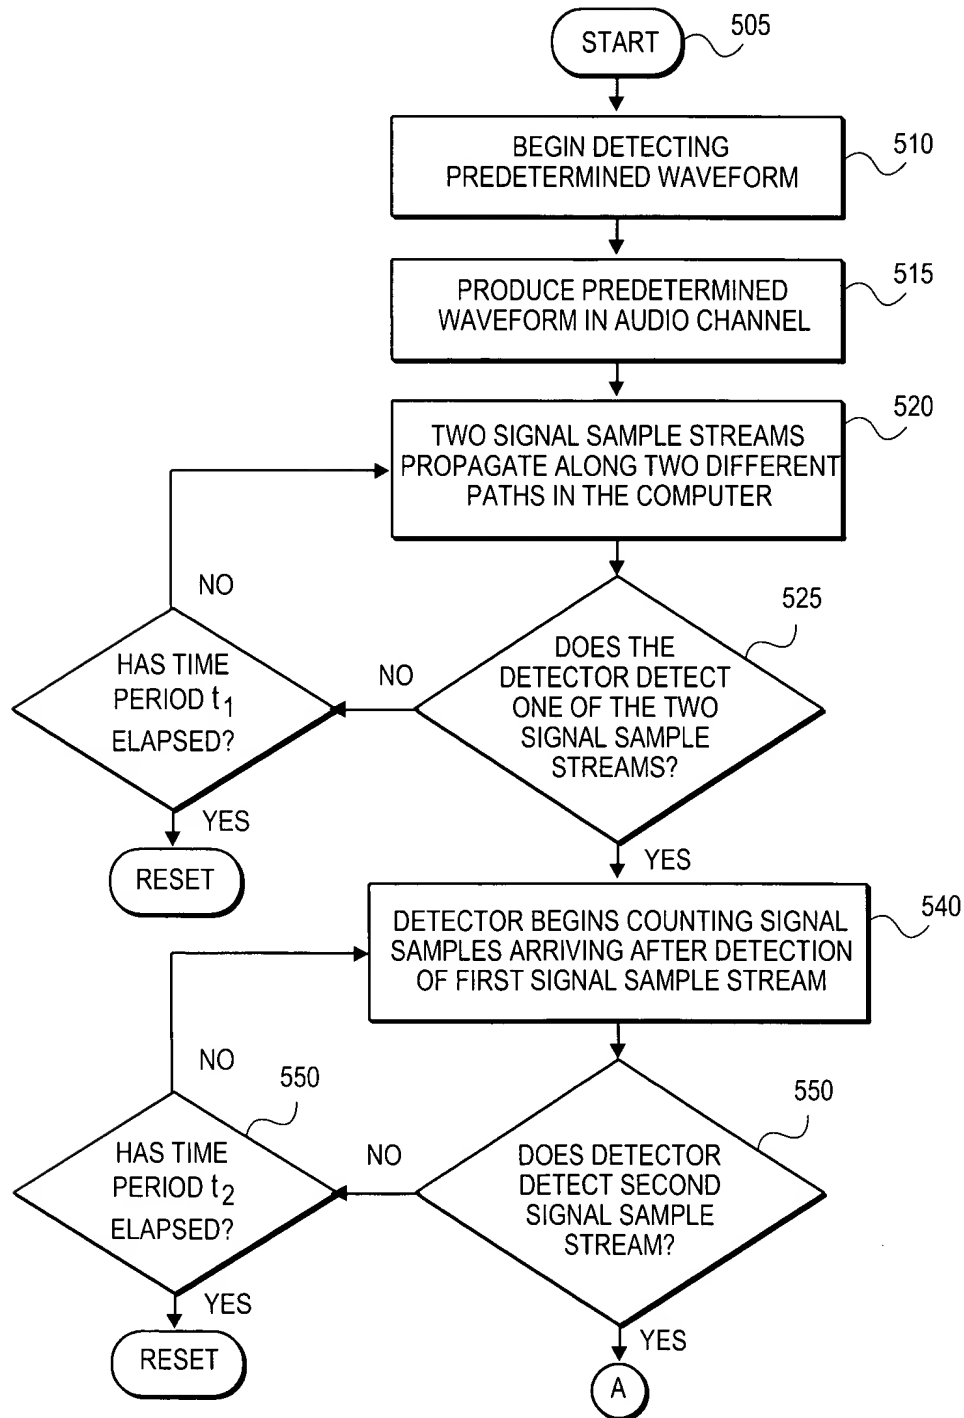 START
505
BEGIN DETECTING
PREDETERMINED WAVEFORM
510
PRODUCE PREDETERMINED
WAVEFORM IN AUDIO CHANNEL
515
TWO SIGNAL SAMPLE STREAMS
PROPAGATE ALONG TWO DIFFERENT
PATHS IN THE COMPUTER
520
NO
HAS TIME
PERIOD t1
ELAPSED?
NO
DOES THE
DETECTOR DETECT
ONE OF THE TWO
SIGNAL SAMPLE
STREAMS?
525
YES
RESET
YES
DETECTOR BEGINS COUNTING SIGNAL
SAMPLES ARRIVING AFTER DETECTION
OF FIRST SIGNAL SAMPLE STREAM
540
NO
550
HAS TIME
PERIOD t2
ELAPSED?
NO
DOES DETECTOR
DETECT SECOND
SIGNAL SAMPLE
STREAM?
550
YES
RESET
YES
A